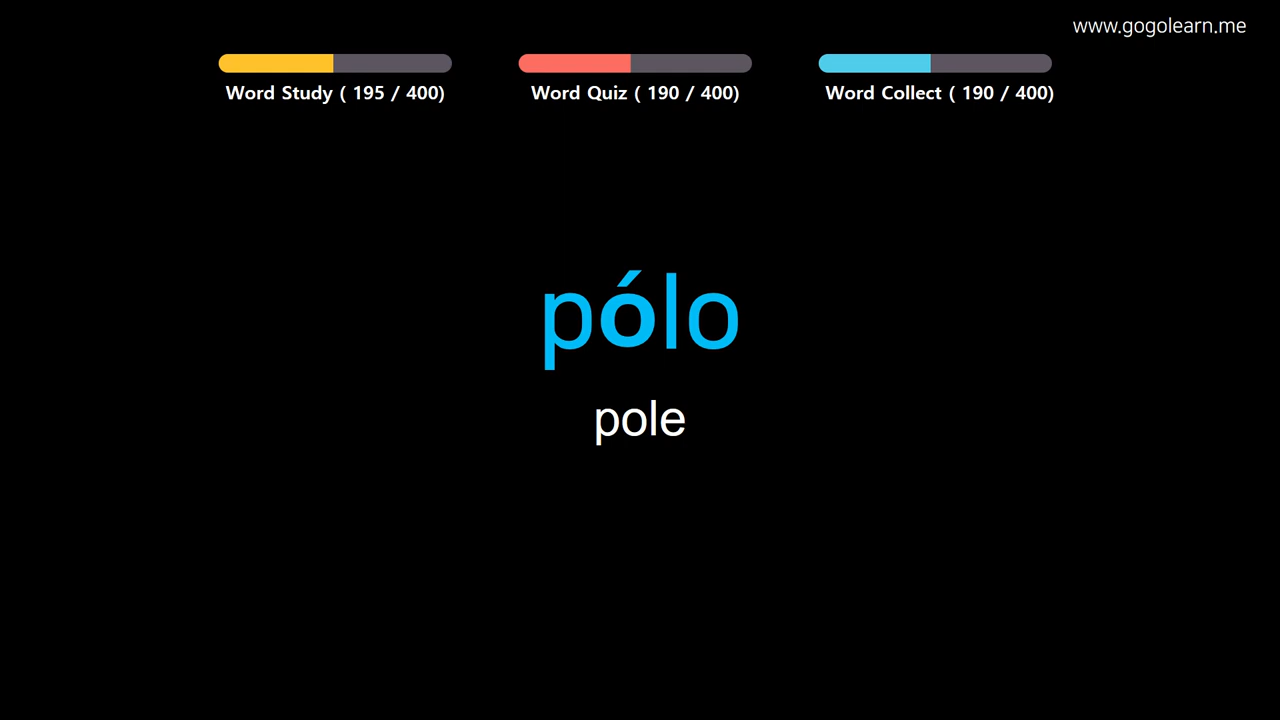 www.gogolearn.me
Word Study ( 195 / 400)
Word Quiz ( 190 / 400)
Word Collect ( 190 / 400)
pólo
pole